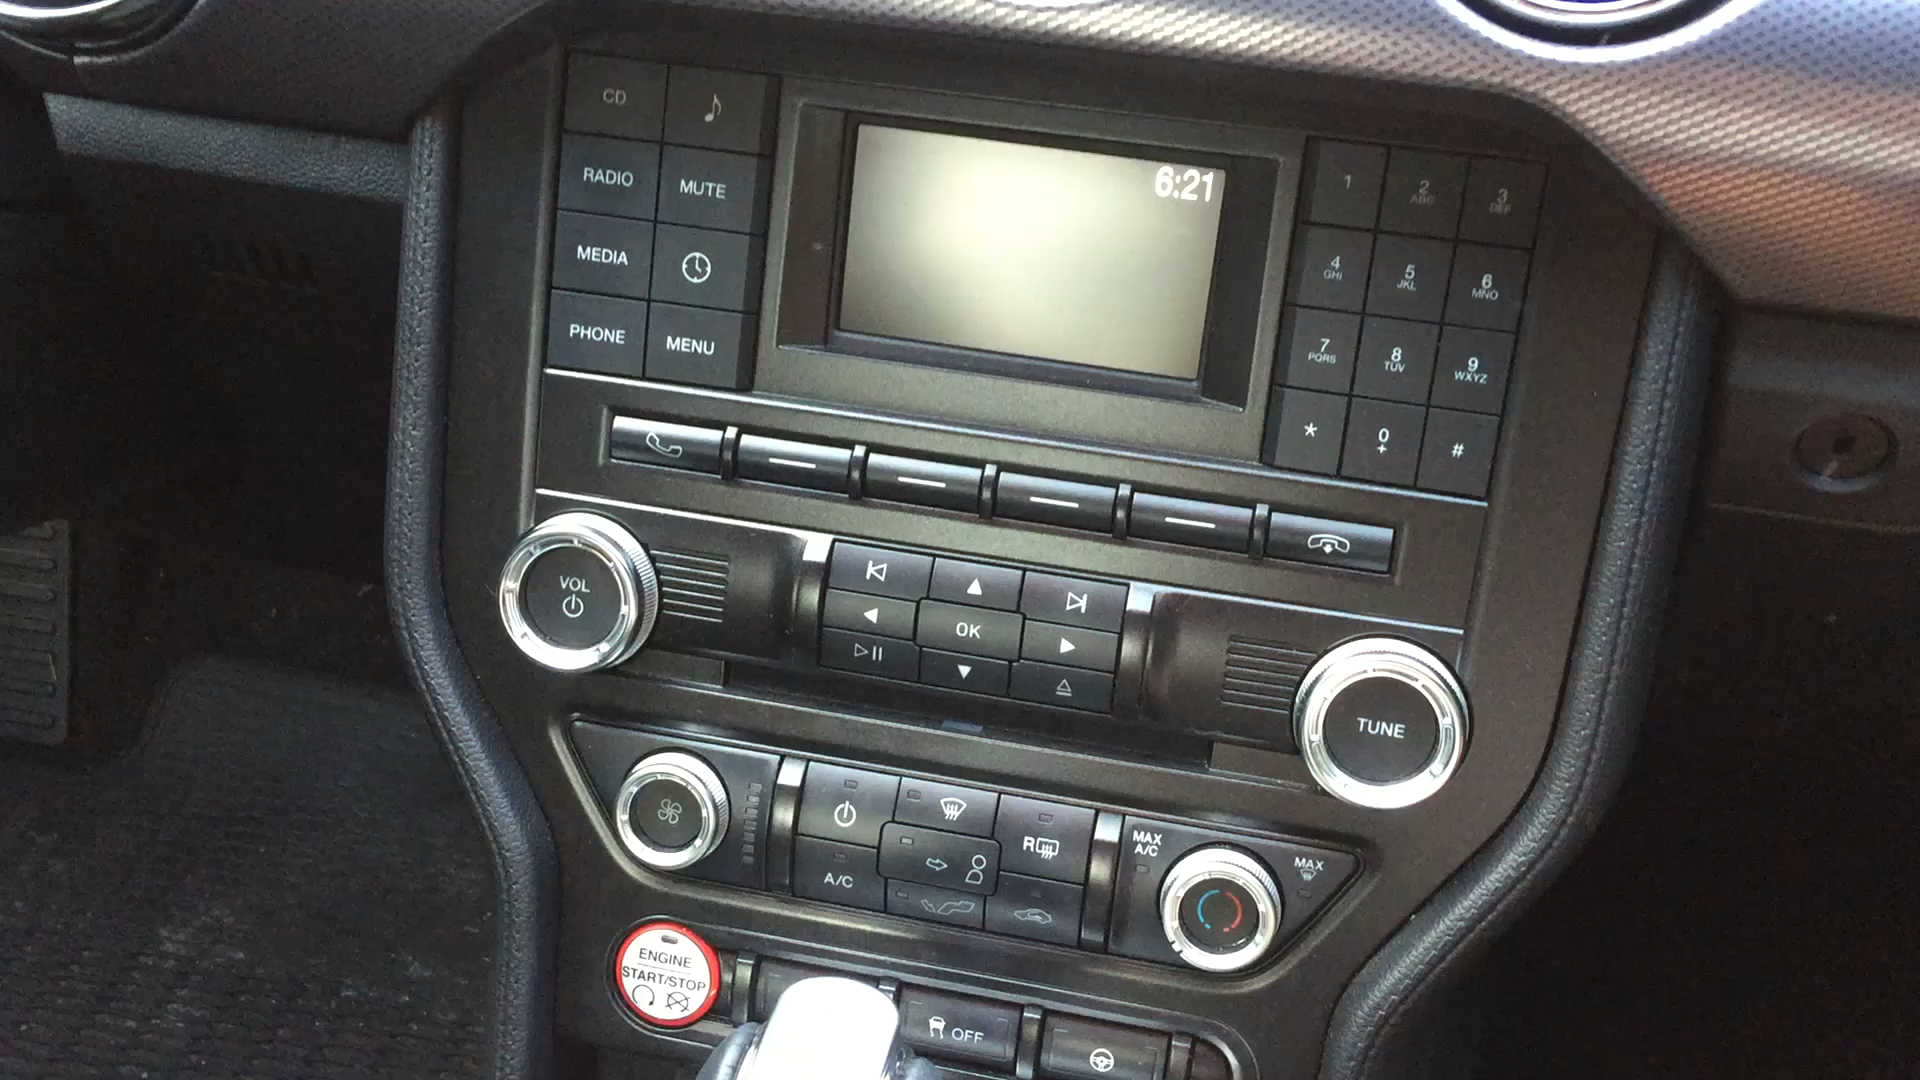 CD
RADIO
MUTE
MEDIA
PHONE
MENU
6:21
1
2
ABC
3
DEF
4
GHI
5
JKL
6
MNO
7
PQRS
8
TUV
9
WXYZ
*
0
+
#
VOL
OK
TUNE
R
A/C
MAX
A/C
MAX
ENGINE
START/STOP
OFF